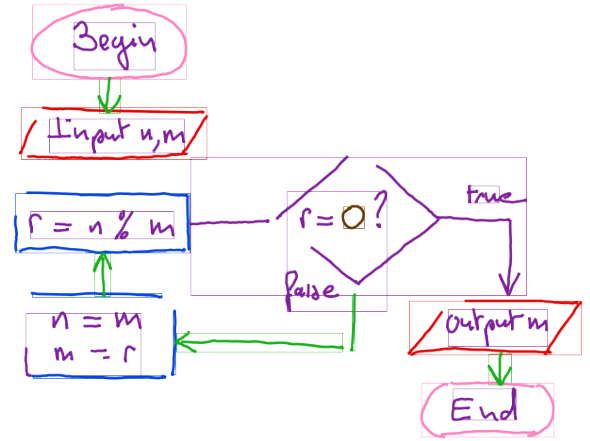 Begin
Input n,m
r = n % m
r = 0 ?
true
false
n = m
m = r
output m
End